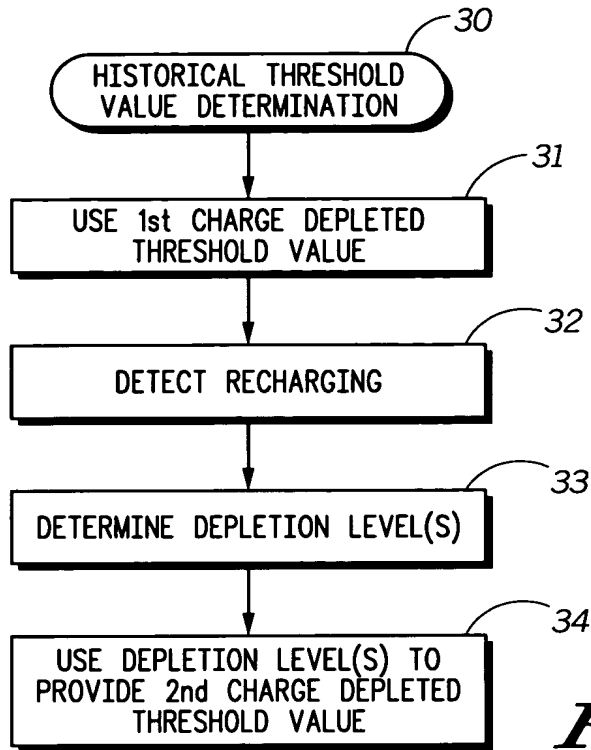 30
HISTORICAL THRESHOLD
VALUE DETERMINATION
31
USE 1st CHARGE DEPLETED
THRESHOLD VALUE
32
DETECT RECHARGING
33
DETERMINE DEPLETION LEVEL(S)
34
USE DEPLETION LEVEL(S) TO
PROVIDE 2nd CHARGE DEPLETED
THRESHOLD VALUE